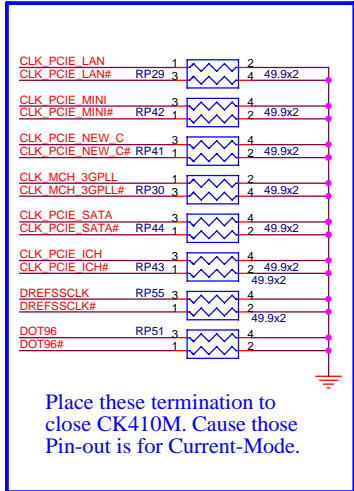 CLK_PCIE_LAN 1 2
CLK_PCIE_LAN# RP29 3 4 49.9x2
CLK_PCIE_MINI 3 4
CLK_PCIE_MINI# RP42 1 2 49.9x2
CLK_PCIE_NEW_C 3 4
CLK_PCIE_NEW_C# RP41 1 2 49.9x2
CLK_MCH_3GPLL 1 2
CLK_MCH_3GPLL# RP30 3 4 49.9x2
CLK_PCIE_SATA 3 4
CLK_PCIE_SATA# RP44 1 2 49.9x2
CLK_PCIE_ICH 3 4
CLK_PCIE_ICH# RP43 1 2 49.9x2
49.9x2
DREFSSCLK RP55 3 4
DREFSSCLK# 1 2
49.9x2
DOT96 RP51 3 4
DOT96# 1 2
Place these termination to
close CK410M. Cause those
Pin-out is for Current-Mode.